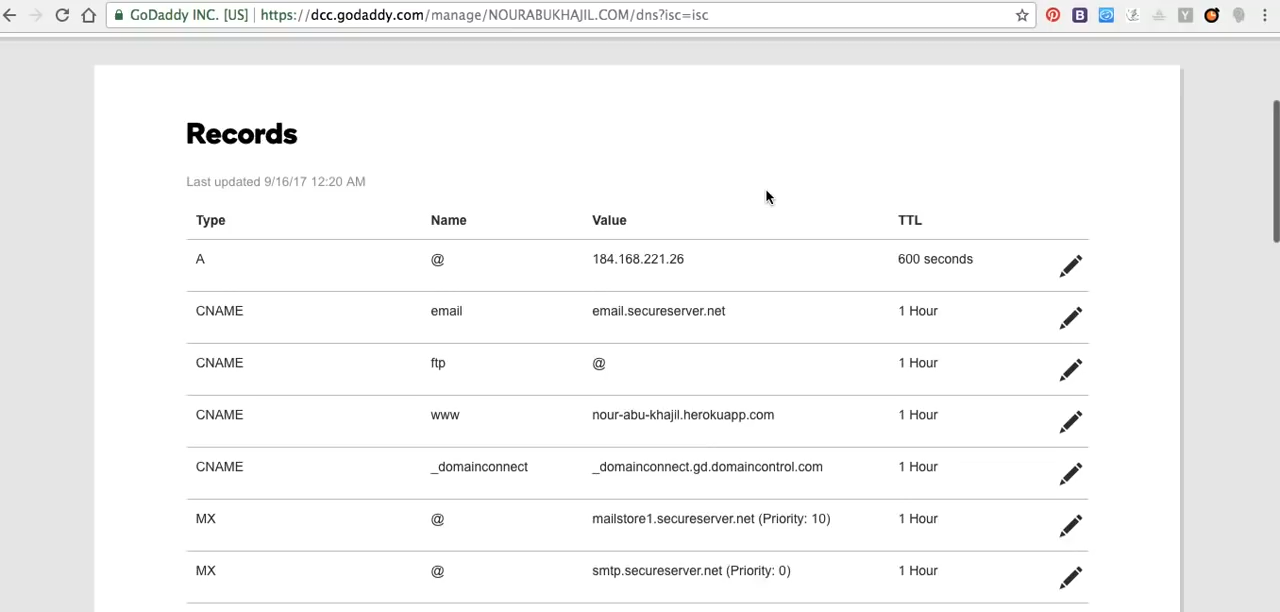 GoDaddy INC. [US] | https://dcc.godaddy.com/manage/NOURABUKHAJIL.COM/dns?isc=isc
Records
Last updated 9/16/17 12:20 AM
Type Name Value TTL
A @ 184.168.221.26 600 seconds
CNAME email email.secureserver.net 1 Hour
CNAME ftp @ 1 Hour
CNAME www nour-abu-khajil.herokuapp.com 1 Hour
CNAME _domainconnect _domainconnect.gd.domaincontrol.com 1 Hour
MX @ mailstore1.secureserver.net (Priority: 10) 1 Hour
MX @ smtp.secureserver.net (Priority: 0) 1 Hour